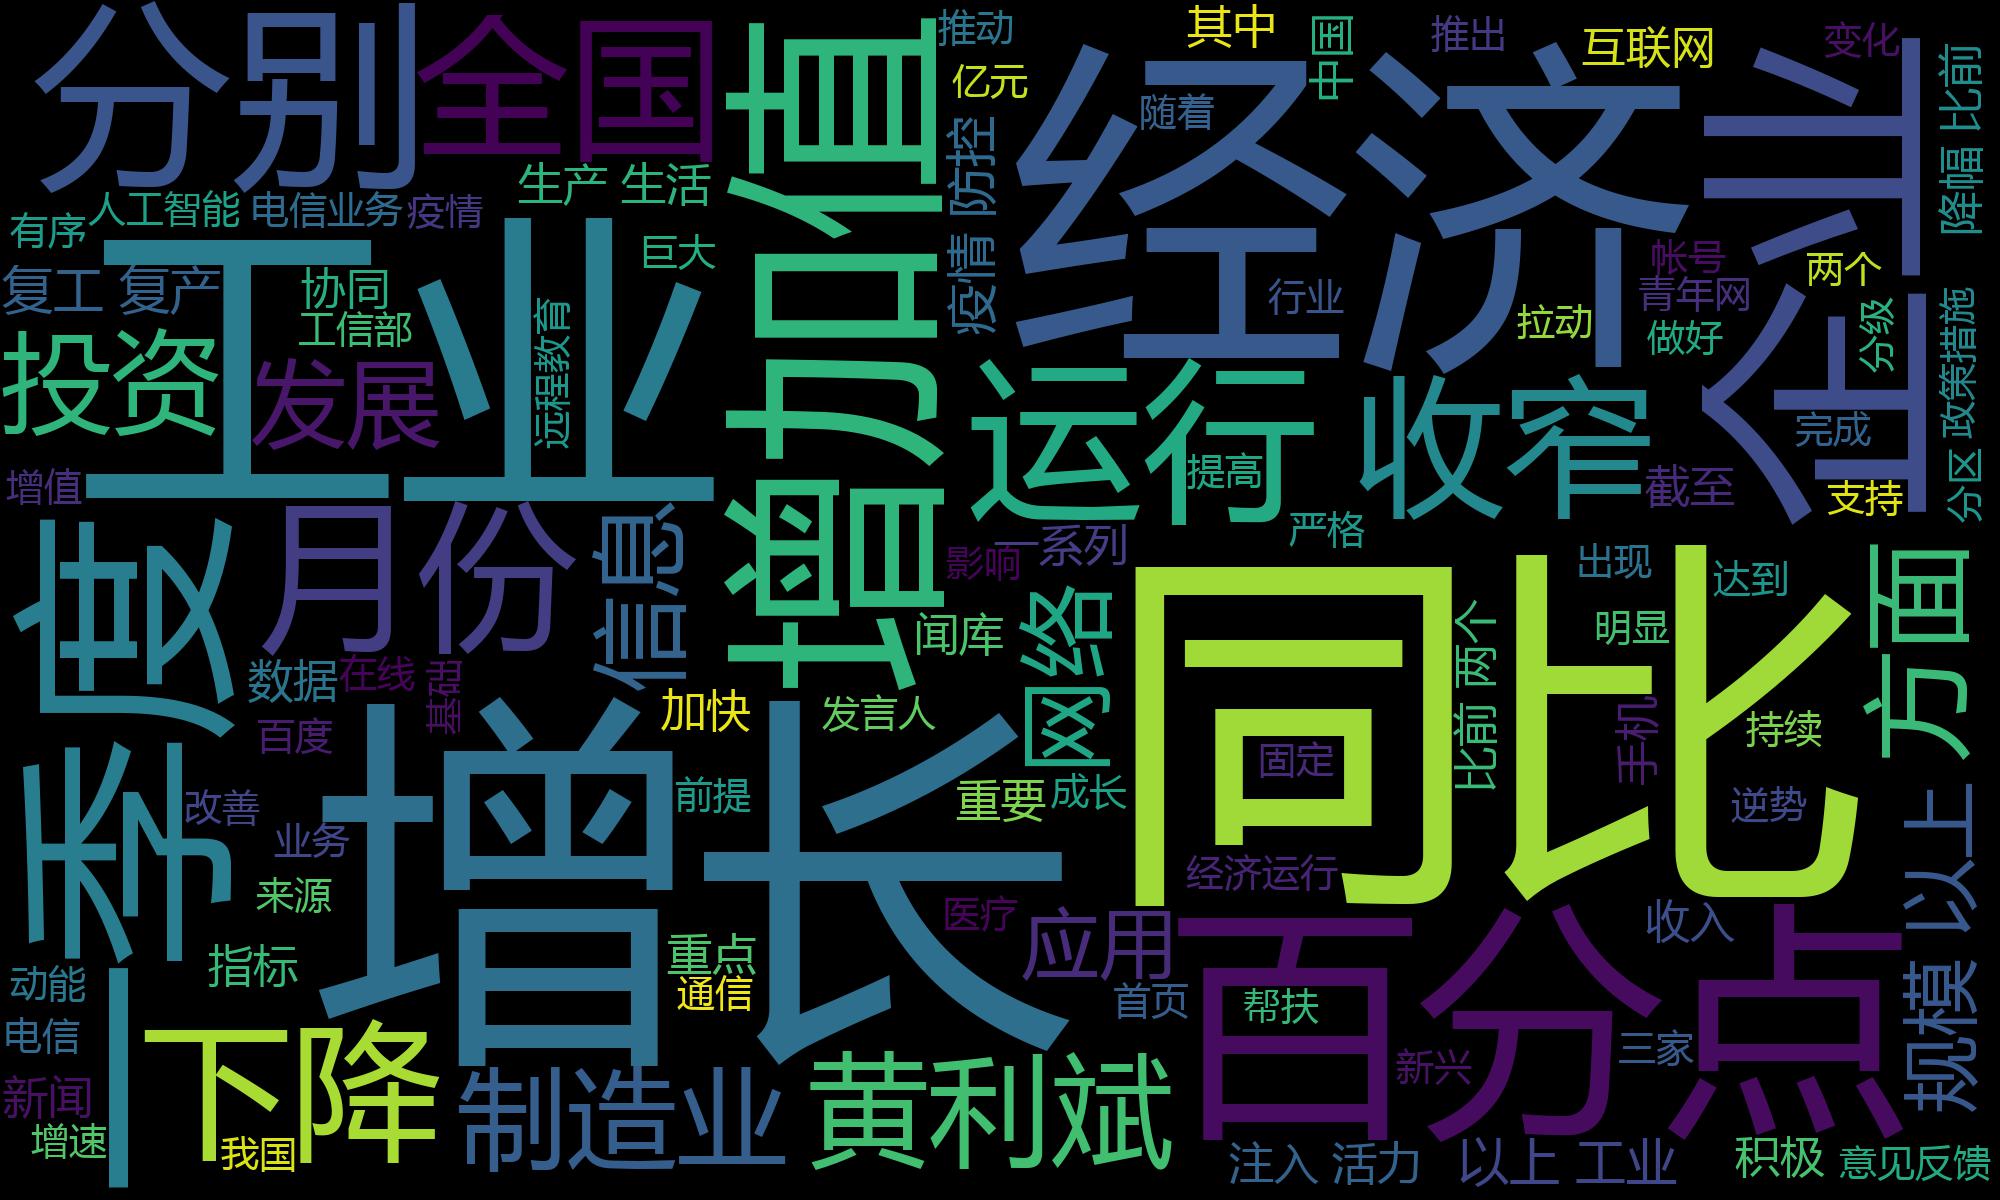 分别
全国
增加值
推动
亿元
其中
中国
推出
互联网
变化
比前
降幅
经济
随着
企业
防控
疫情
生产 生活
人工智能
电信业务
疫情
有序
工业
巨大
复工 复产
协同
工信部
远程教育
投资
发展
行业
帐号
青年网
两个
拉动
做好
分级
政策措施
分区
运行
收窄
提高
完成
截至
支持
增值
严格
一季度
月份
信息
一系列
影响
网络
同比
出现
达到
明显
方面
两个
比前
闻库
数据
在线
基础
加快
发言人
百度
手机
持续
固定
增长
前提
重要
成长
改善
业务
逆势
以上
规模
来源
经济运行
医疗
应用
百分点
收入
指标
重点
通信
动能
首页
帮扶
电信
下降
新兴
三家
新闻
制造业
黄利斌
增速
我国
注入 活力
以上 工业
积极
意见反馈